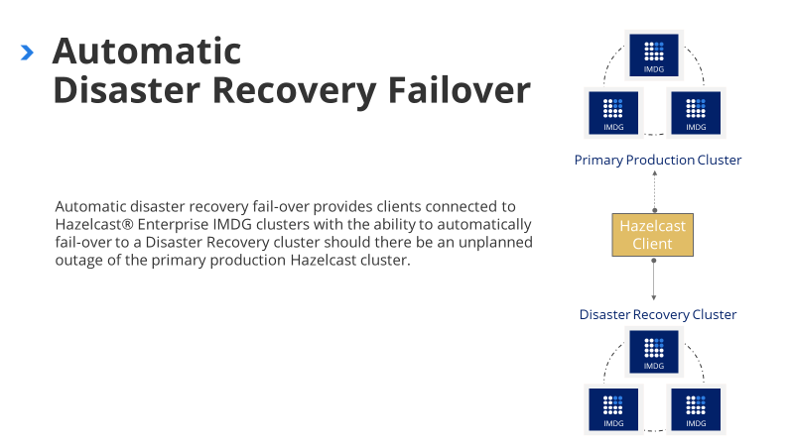 Automatic
Disaster Recovery Failover
Automatic disaster recovery fail-over provides clients connected to
Hazelcast® Enterprise IMDG clusters with the ability to automatically
fail-over to a Disaster Recovery cluster should there be an unplanned
outage of the primary production Hazelcast cluster.
IMDG
IMDG IMDG
Primary Production Cluster
Hazelcast
Client
Disaster Recovery Cluster
IMDG
IMDG IMDG